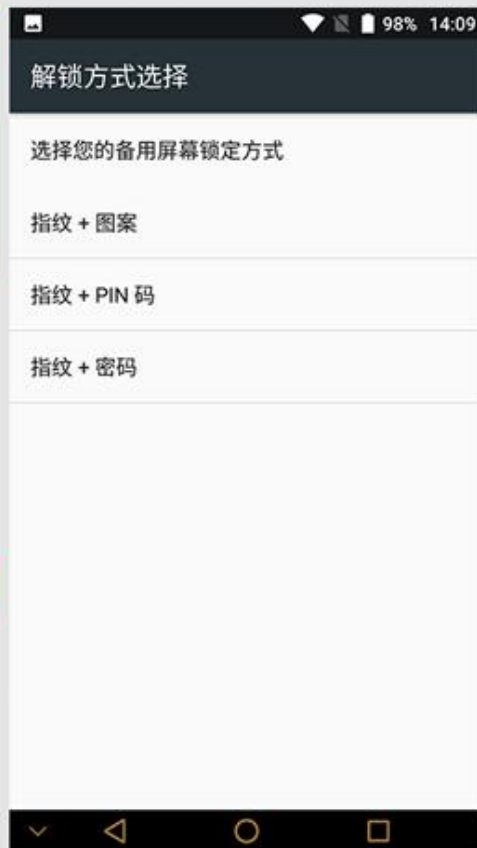 98% 14:09
解锁方式选择
选择您的备用屏幕锁定方式
指纹 + 图案
指纹 + PIN 码
指纹 + 密码